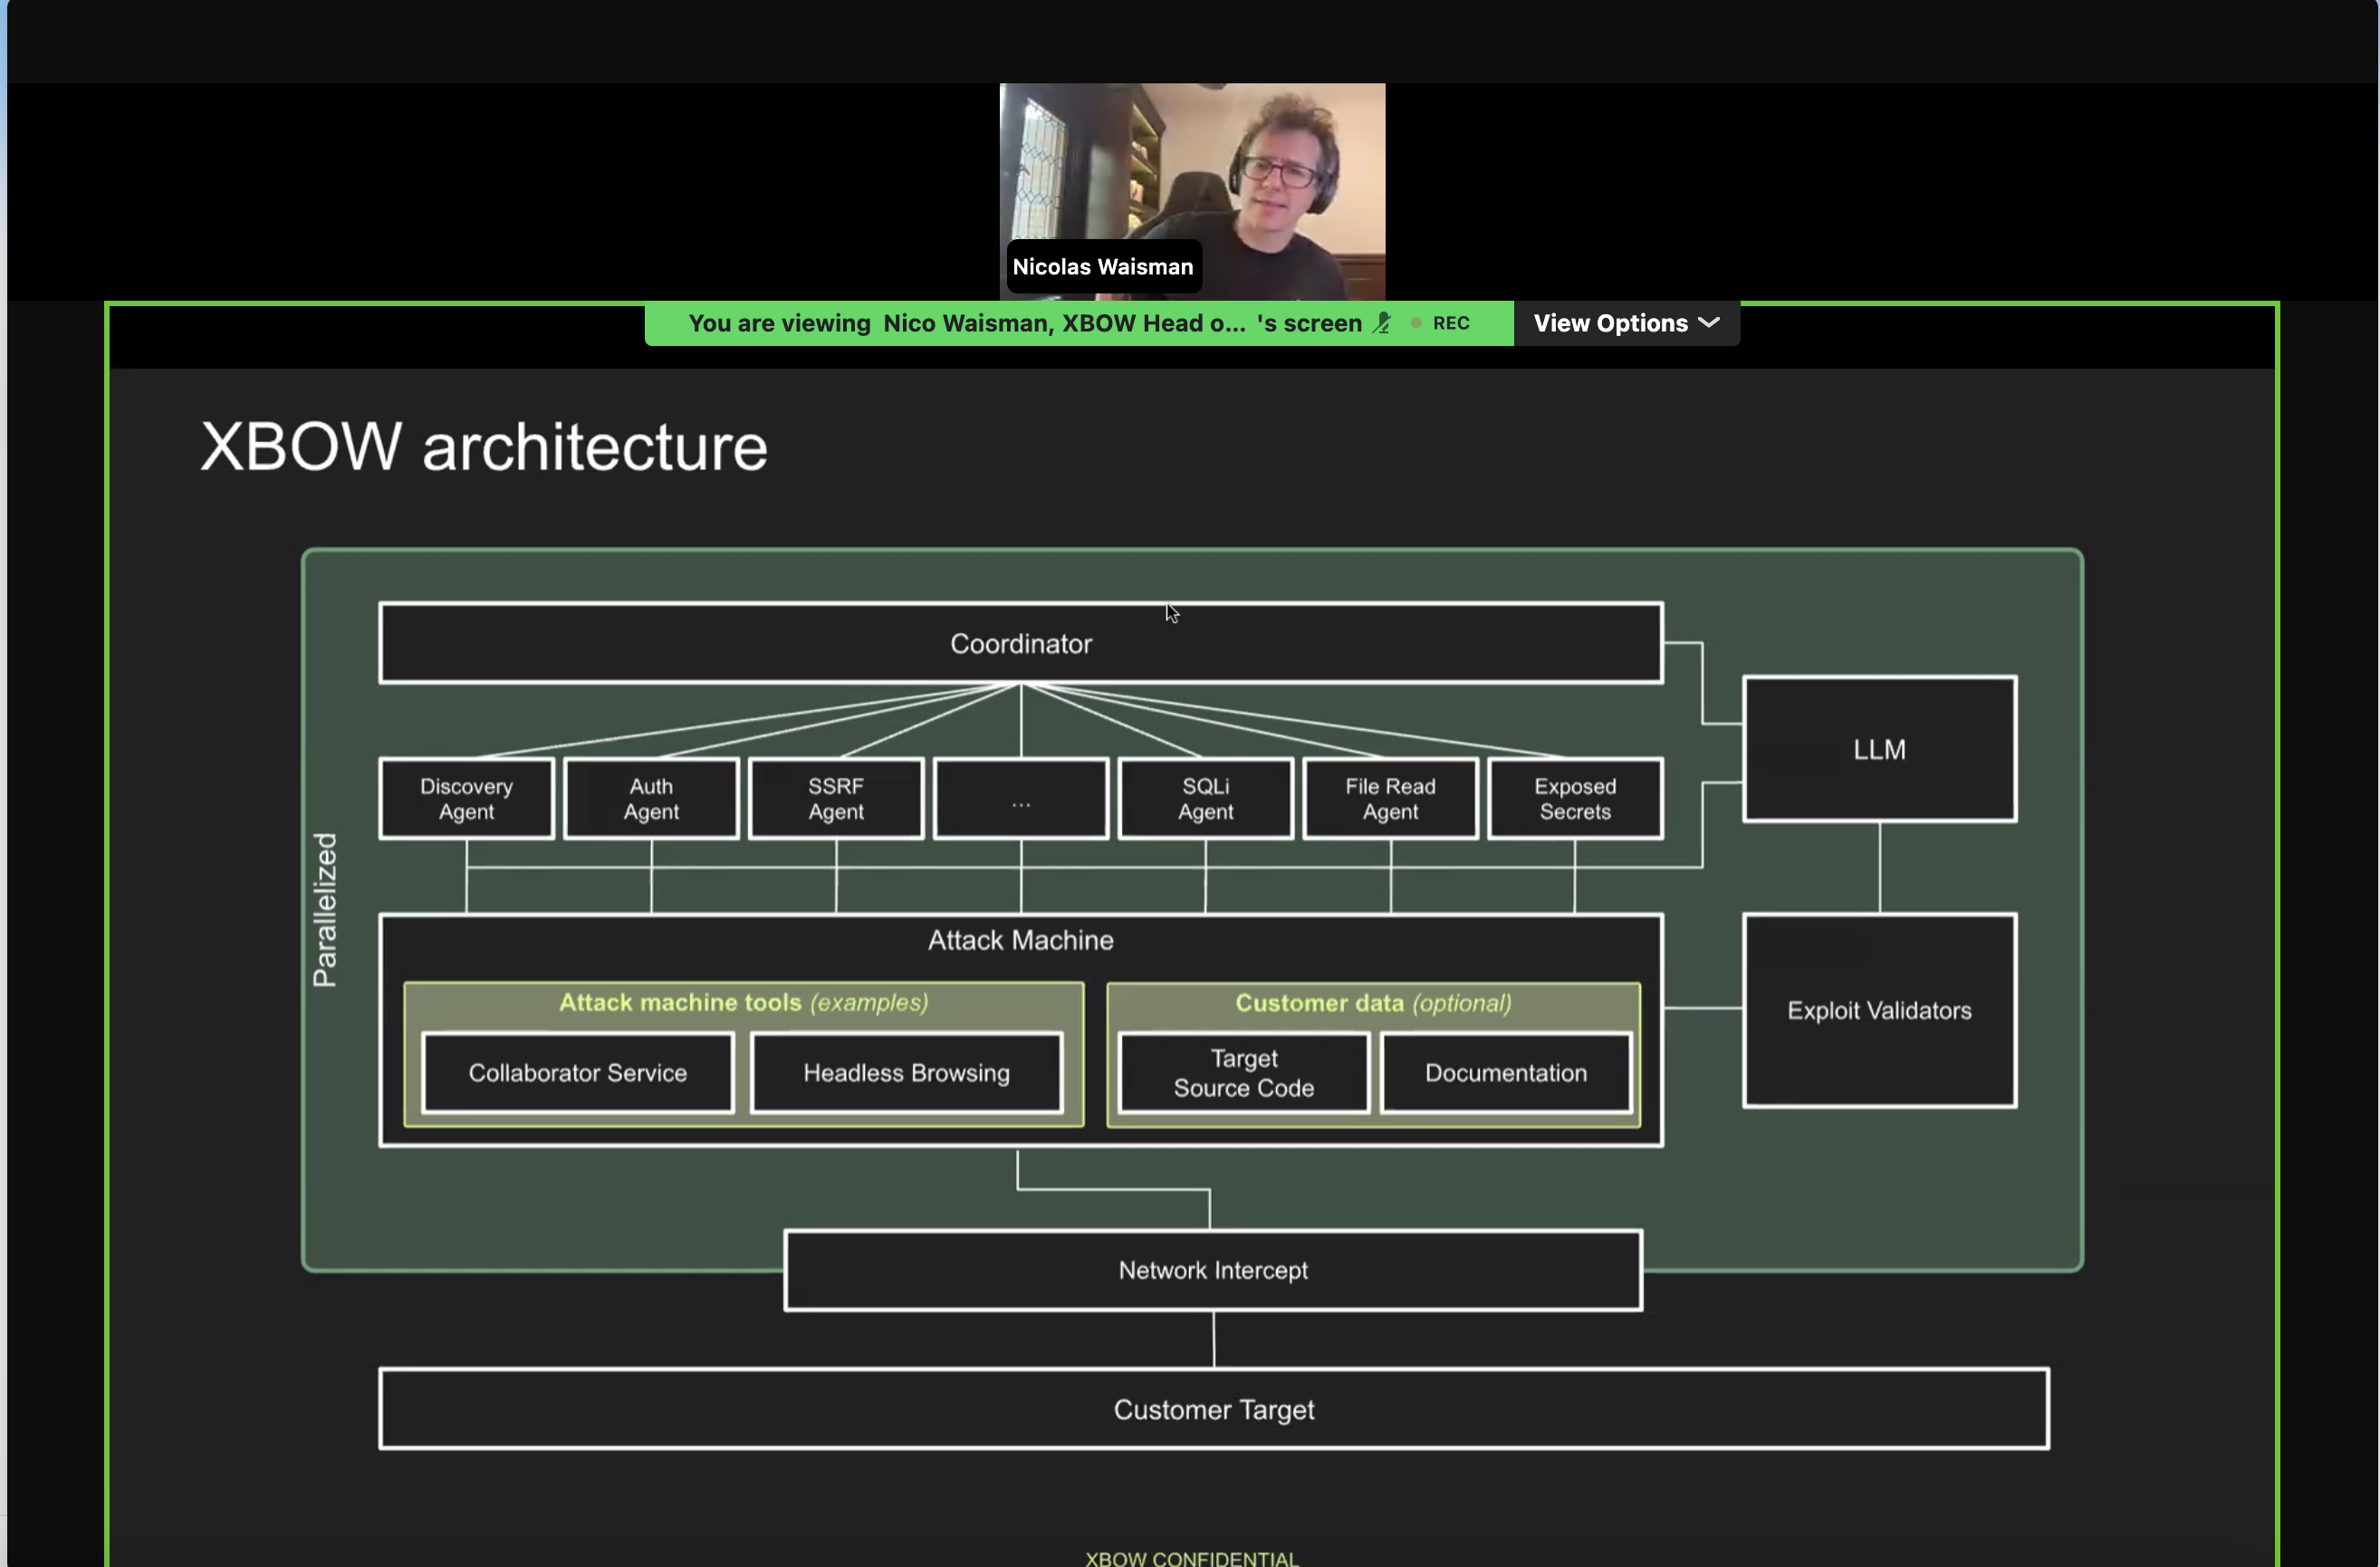 Nicolas Waisman
You are viewing Nico Waisman, XBOW Head o... 's screen
REC
View Options
XBOW architecture
Coordinator
LLM
Discovery
Agent
Auth
Agent
SSRF
Agent
...
SQLi
Agent
File Read
Agent
Exposed
Secrets
Parallelized
Attack Machine
Attack machine tools (examples)
Collaborator Service
Headless Browsing
Customer data (optional)
Target
Source Code
Documentation
Exploit Validators
Network Intercept
Customer Target
XBOW CONFIDENTIAL